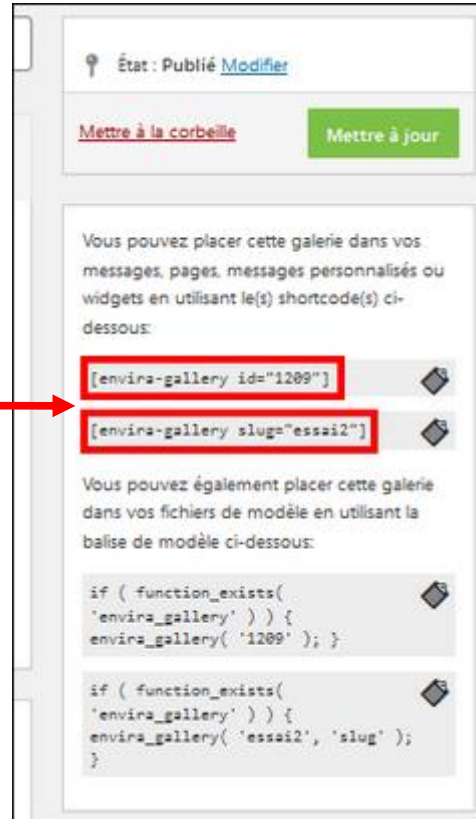 État : Publié Modifier
Mettre à la corbeille
Mettre à jour
Vous pouvez placer cette galerie dans vos
messages, pages, messages personnalisés ou
widgets en utilisant le(s) shortcode(s) ci-
dessous:
[envira-gallery id="1209"]
[envira-gallery slug="essai2"]
Vous pouvez également placer cette galerie
dans vos fichiers de modèle en utilisant la
balise de modèle ci-dessous:
if ( function_exists(
'envira_gallery' ) ) {
envira_gallery( '1209' ); }
if ( function_exists(
'envira_gallery' ) ) {
envira_gallery( 'essai2', 'slug' );
}